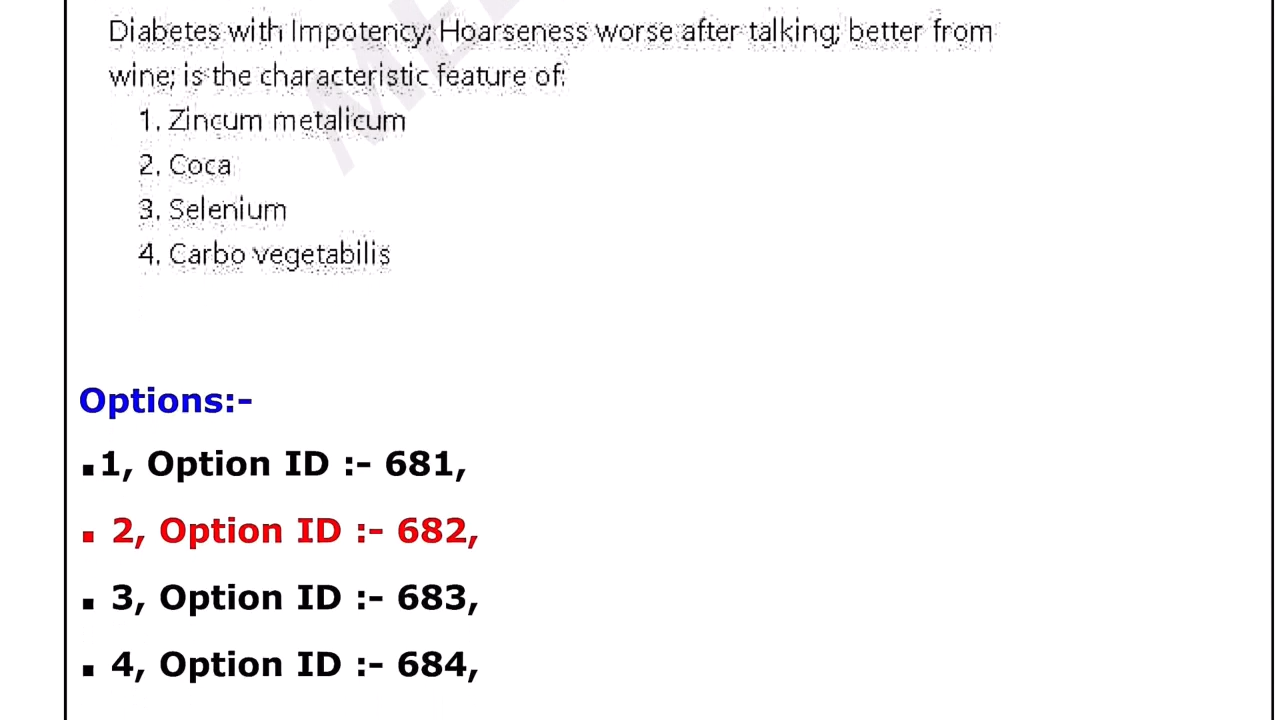 Diabetes with Impotency; Hoarseness worse after talking; better from
wine; is the characteristic feature of:
1. Zincum metalicum
2. Coca
3. Selenium
4. Carbo vegetabilis
Options:-
1, Option ID :- 681,
2, Option ID :- 682,
3, Option ID :- 683,
4, Option ID :- 684,